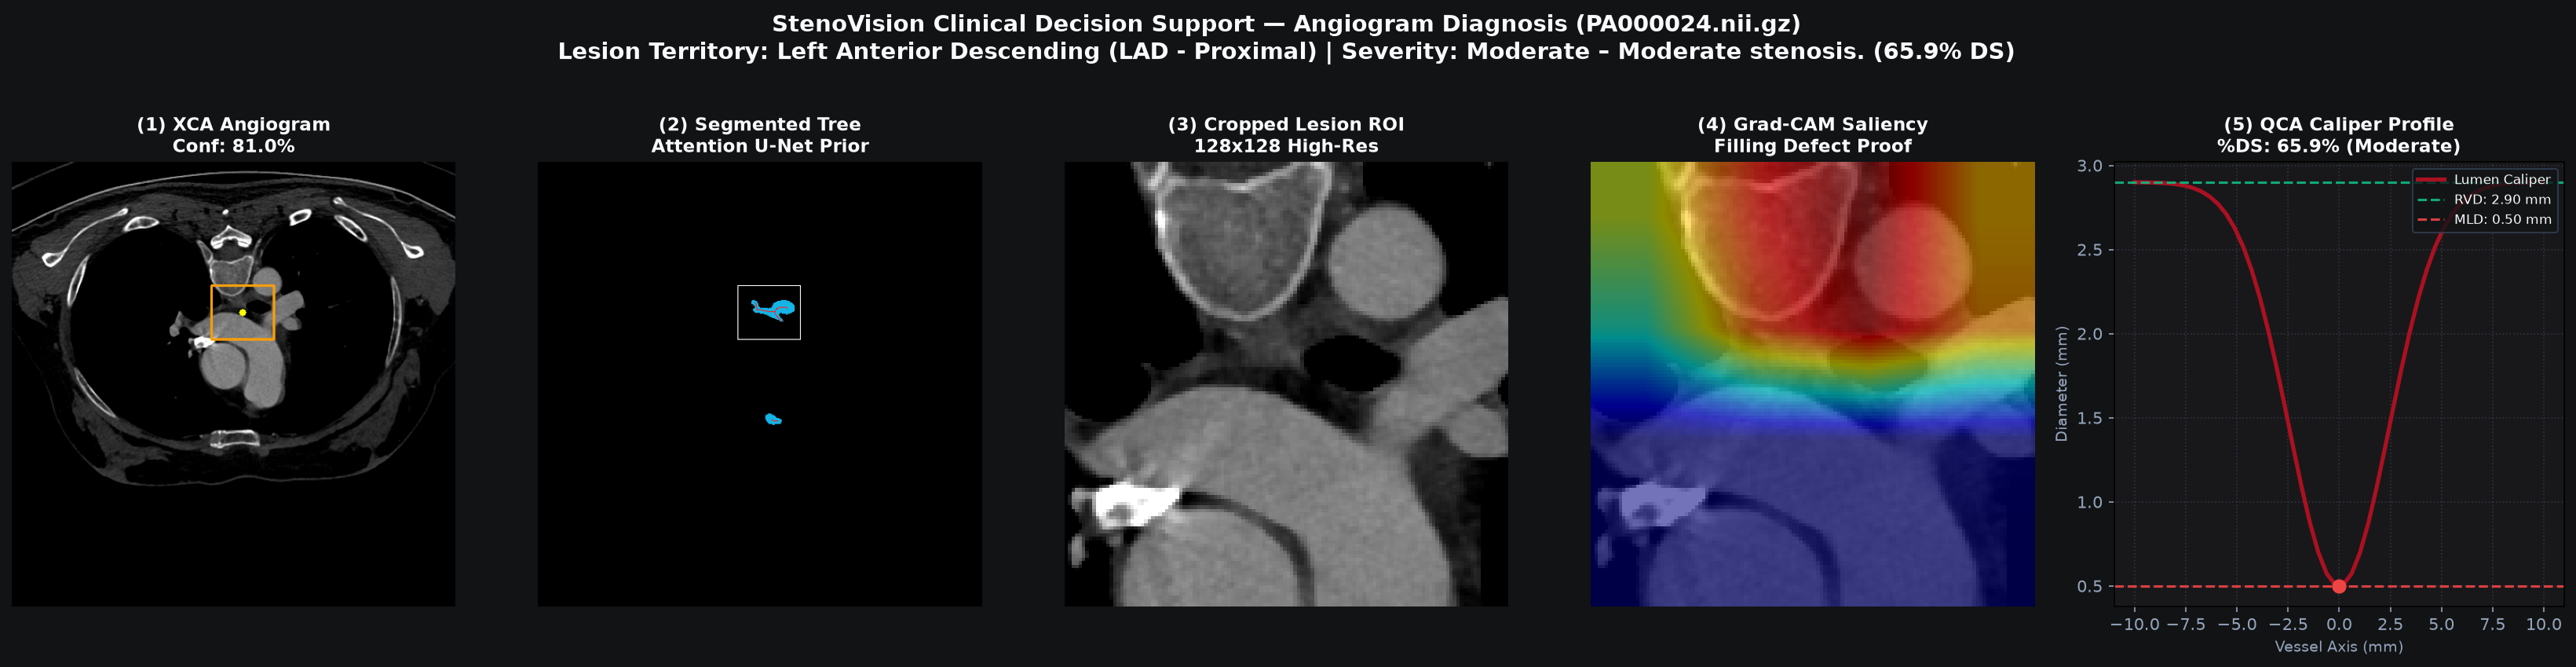 StenoVision Clinical Decision Support — Angiogram Diagnosis (PA000024.nii.gz)
Lesion Territory: Left Anterior Descending (LAD - Proximal) | Severity: Moderate – Moderate stenosis. (65.9% DS)
(1) XCA Angiogram
Conf: 81.0%
(2) Segmented Tree
Attention U-Net Prior
(3) Cropped Lesion ROI
128x128 High-Res
(4) Grad-CAM Saliency
Filling Defect Proof
(5) QCA Caliper Profile
%DS: 65.9% (Moderate)
Lumen Caliper
RVD: 2.90 mm
MLD: 0.50 mm
Diameter (mm)
3.0
2.5
2.0
1.5
1.0
0.5
−10.0 −7.5 −5.0 −2.5 0.0 2.5 5.0 7.5 10.0
Vessel Axis (mm)